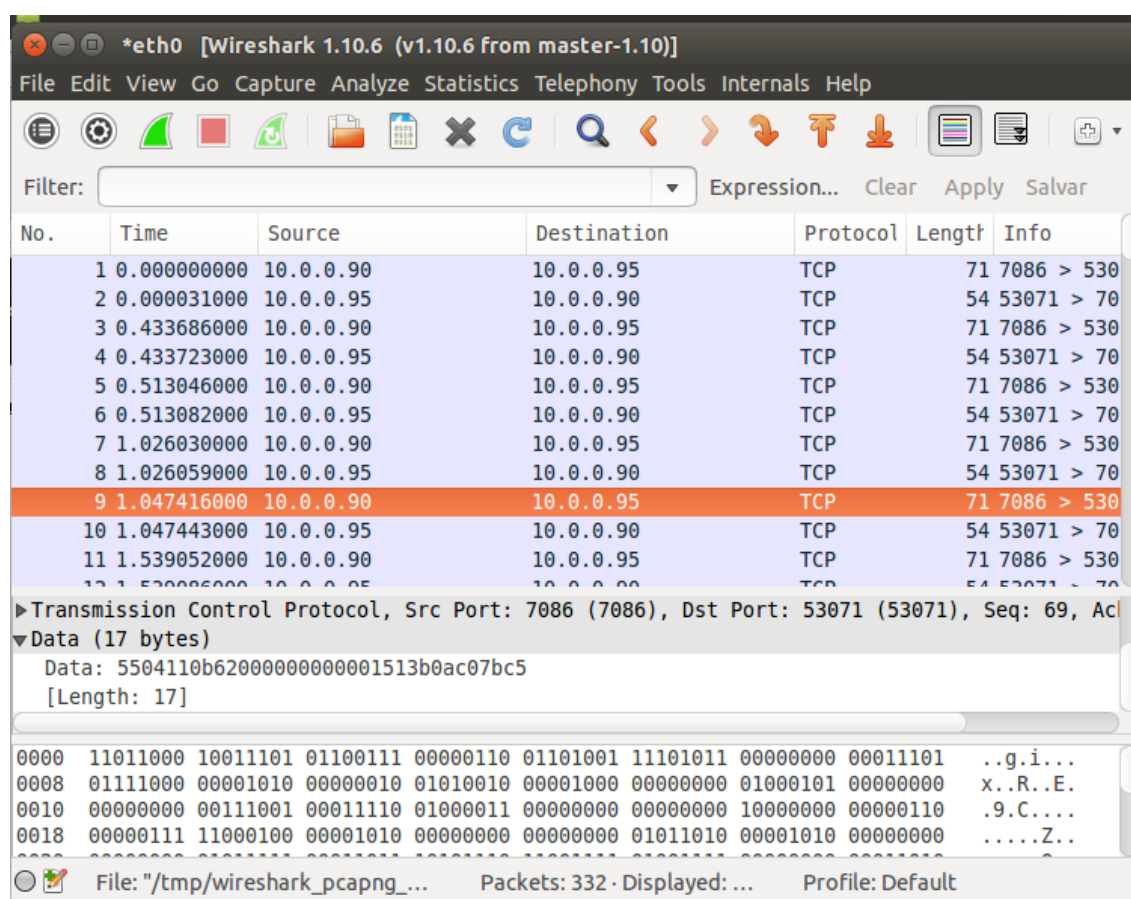 *eth0 [Wireshark 1.10.6 (v1.10.6 from master-1.10)]
File Edit View Go Capture Analyze Statistics Telephony Tools Internals Help
Filter: Expression... Clear Apply Salvar
No. Time Source Destination Protocol Length Info
1 0.000000000 10.0.0.90 10.0.0.95 TCP 71 7086 > 530
2 0.000031000 10.0.0.95 10.0.0.90 TCP 54 53071 > 70
3 0.433686000 10.0.0.90 10.0.0.95 TCP 71 7086 > 530
4 0.433723000 10.0.0.95 10.0.0.90 TCP 54 53071 > 70
5 0.513046000 10.0.0.90 10.0.0.95 TCP 71 7086 > 530
6 0.513082000 10.0.0.95 10.0.0.90 TCP 54 53071 > 70
7 1.026030000 10.0.0.90 10.0.0.95 TCP 71 7086 > 530
8 1.026059000 10.0.0.95 10.0.0.90 TCP 54 53071 > 70
9 1.047416000 10.0.0.90 10.0.0.95 TCP 71 7086 > 530
10 1.047443000 10.0.0.95 10.0.0.90 TCP 54 53071 > 70
11 1.539052000 10.0.0.90 10.0.0.95 TCP 71 7086 > 530
Transmission Control Protocol, Src Port: 7086 (7086), Dst Port: 53071 (53071), Seq: 69, Ac
Data (17 bytes)
Data: 5504110b62000000000001513b0ac07bc5
[Length: 17]
0000 11011000 10011101 01100111 00000110 01101001 11101011 00000000 00011101 ..g.i...
0008 01111000 00001010 00000010 01010010 00001000 00000000 01000101 00000000 x..R..E.
0010 00000000 00111001 00011110 01000011 00000000 00000000 10000000 00000110 .9.C....
0018 00000111 11000100 00001010 00000000 00000000 01011010 00001010 00000000 .....Z..
File: "/tmp/wireshark_pcapng_... Packets: 332 · Displayed: ... Profile: Default